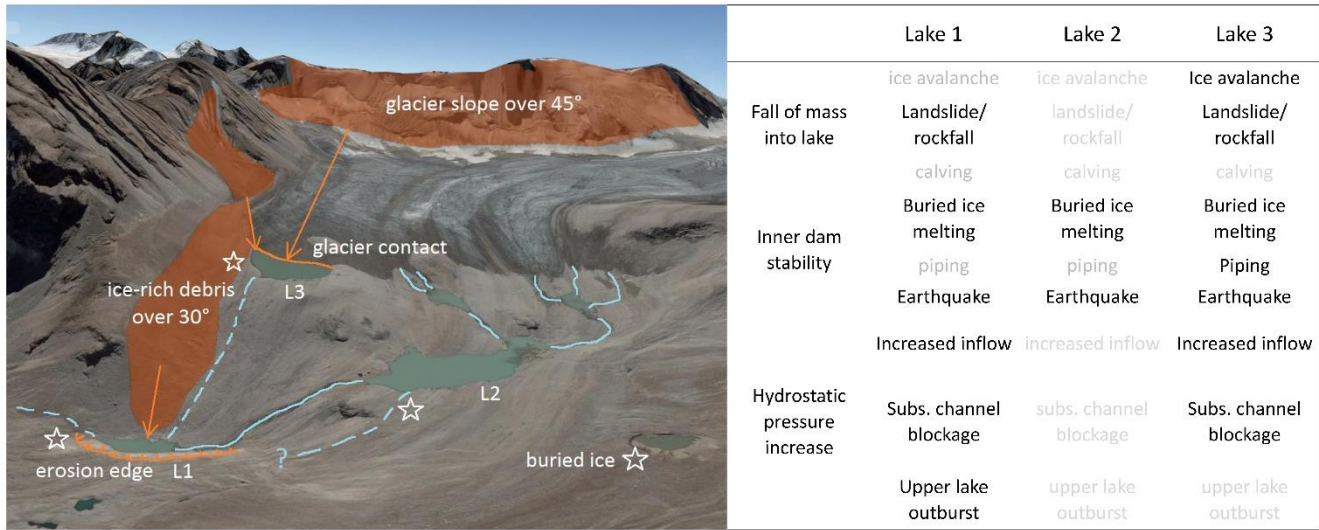 glacier slope over 45°
glacier contact
ice-rich debris
over 30°
L3
L2
?
erosion edge
L1
buried ice
Lake 1 Lake 2 Lake 3
Fall of mass
into lake
ice avalanche ice avalanche Ice avalanche
Landslide/ landslide/ Landslide/
rockfall rockfall rockfall
calving calving calving
Inner dam
stability
Buried ice Buried ice Buried ice
melting melting melting
piping piping Piping
Earthquake Earthquake Earthquake
Hydrostatic
pressure
increase
Increased inflow increased inflow Increased inflow
Subs. channel subs. channel Subs. channel
blockage blockage blockage
Upper lake upper lake upper lake
outburst outburst outburst